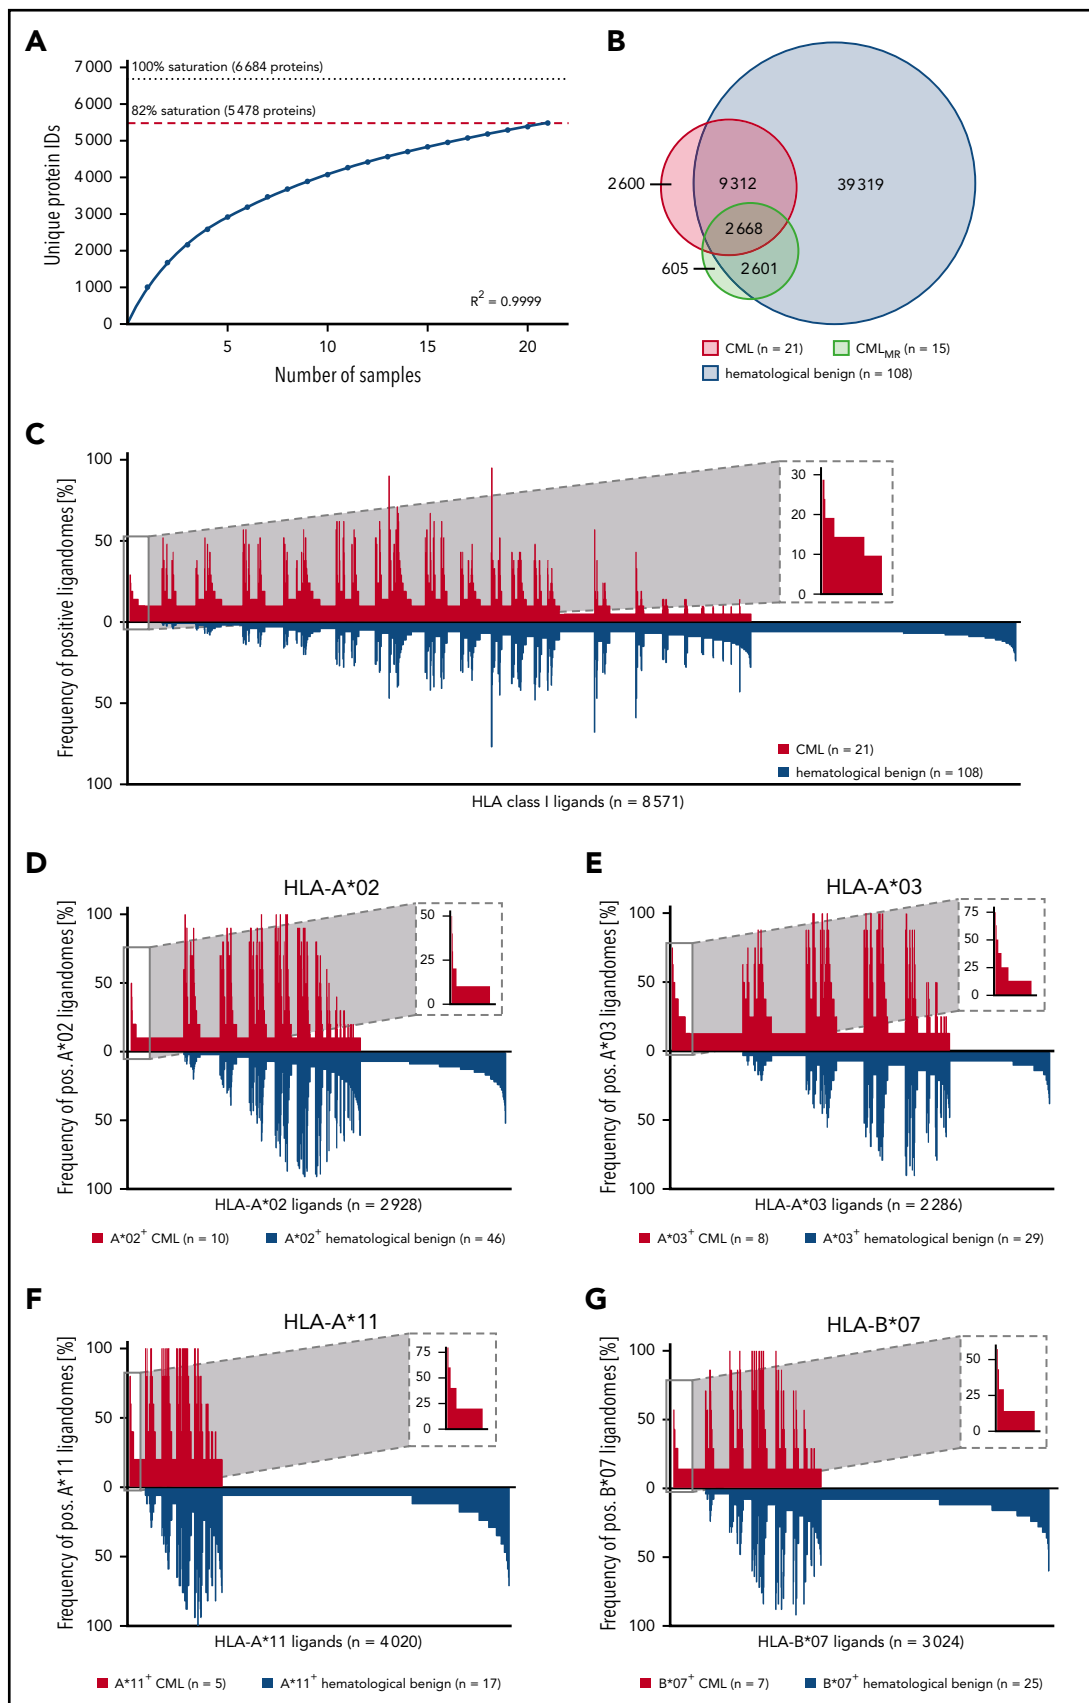 A
Unique protein IDs
7 000
6 000
5 000
4 000
3 000
2 000
1 000
0
100% saturation (6 684 proteins)
82% saturation (5 478 proteins)
R² = 0.9999
5
10
15
20
Number of samples
B
2600
9 312
39 319
2 668
605
2 601
CML (n = 21)
CML_MR (n = 15)
hematological benign (n = 108)
C
Frequency of positive ligandomes [%]
100
50
0
50
100
30
20
10
0
CML (n = 21)
hematological benign (n = 108)
HLA class I ligands (n = 8 571)
D
HLA-A*02
Frequency of pos. A*02 ligandomes [%]
100
50
0
50
100
50
25
0
HLA-A*02 ligands (n = 2 928)
A*02⁺ CML (n = 10)
A*02⁺ hematological benign (n = 46)
E
HLA-A*03
Frequency of pos. A*03 ligandomes [%]
100
50
0
50
100
75
50
25
0
HLA-A*03 ligands (n = 2 286)
A*03⁺ CML (n = 8)
A*03⁺ hematological benign (n = 29)
F
HLA-A*11
Frequency of pos. A*11 ligandomes [%]
100
50
0
50
100
75
50
25
0
HLA-A*11 ligands (n = 4 020)
A*11⁺ CML (n = 5)
A*11⁺ hematological benign (n = 17)
G
HLA-B*07
Frequency of pos. B*07 ligandomes [%]
100
50
0
50
100
50
25
0
HLA-B*07 ligands (n = 3 024)
B*07⁺ CML (n = 7)
B*07⁺ hematological benign (n = 25)